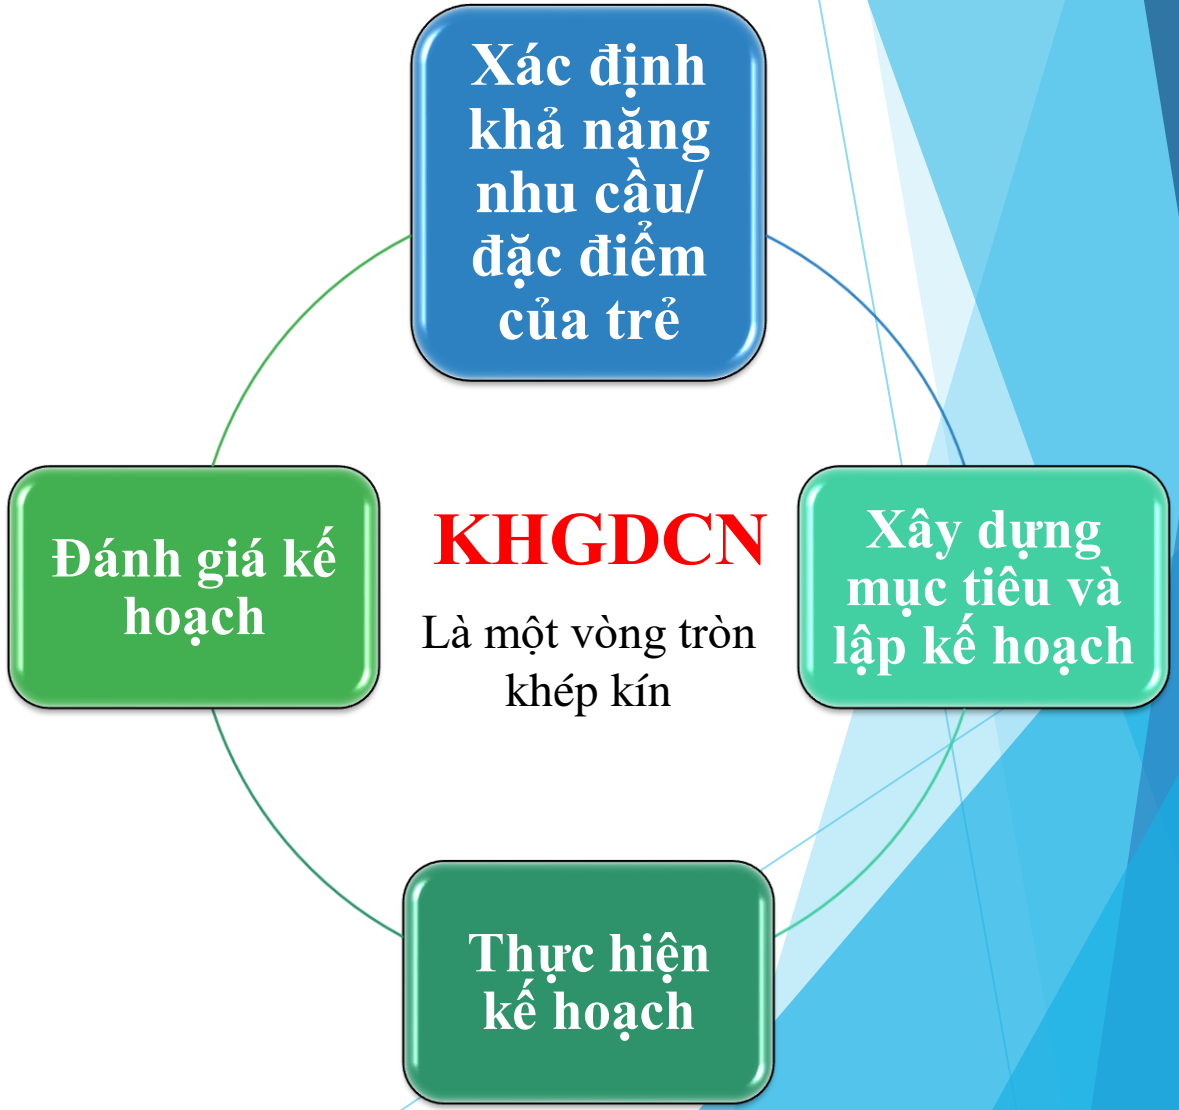 Xác định
khả năng
nhu cầu/
đặc điểm
của trẻ
Đánh giá kế
hoạch
KHGDCN
Là một vòng tròn
khép kín
Xây dựng
mục tiêu và
lập kế hoạch
Thực hiện
kế hoạch